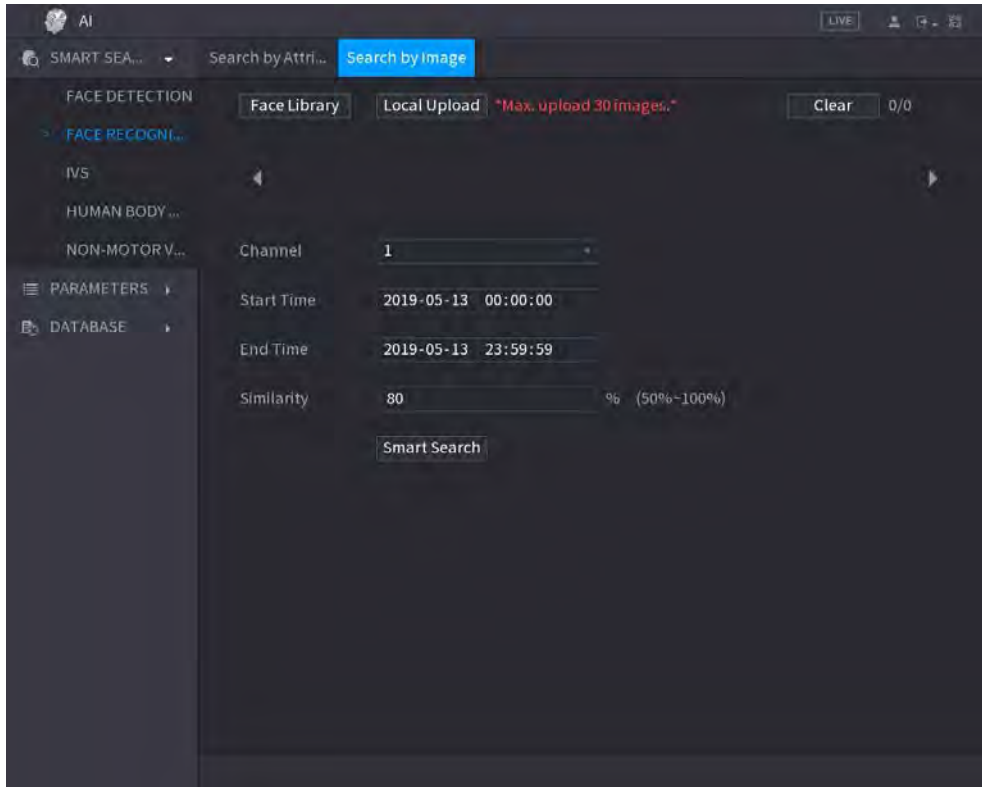 AI
LIVE
SMART SEA...
Search by Attri...
Search by Image
FACE DETECTION
FACE RECOGNI...
IVS
HUMAN BODY ...
NON-MOTOR V...
PARAMETERS
DATABASE
Face Library
Local Upload
"Max. upload 30 images.."
Clear
0/0
Channel
1
Start Time
2019-05-13 00:00:00
End Time
2019-05-13 23:59:59
Similarity
80
% (50%~100%)
Smart Search